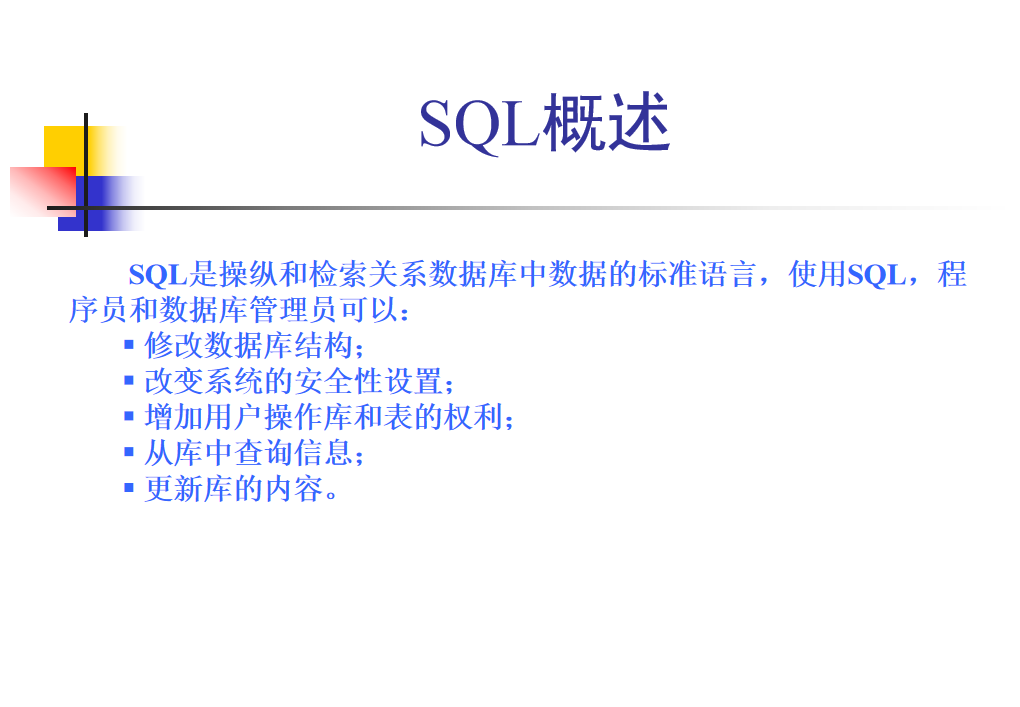 SQL概述
SQL是操纵和检索关系数据库中数据的标准语言，使用SQL，程
序员和数据库管理员可以：
▪ 修改数据库结构；
▪ 改变系统的安全性设置；
▪ 增加用户操作库和表的权利；
▪ 从库中查询信息；
▪ 更新库的内容。